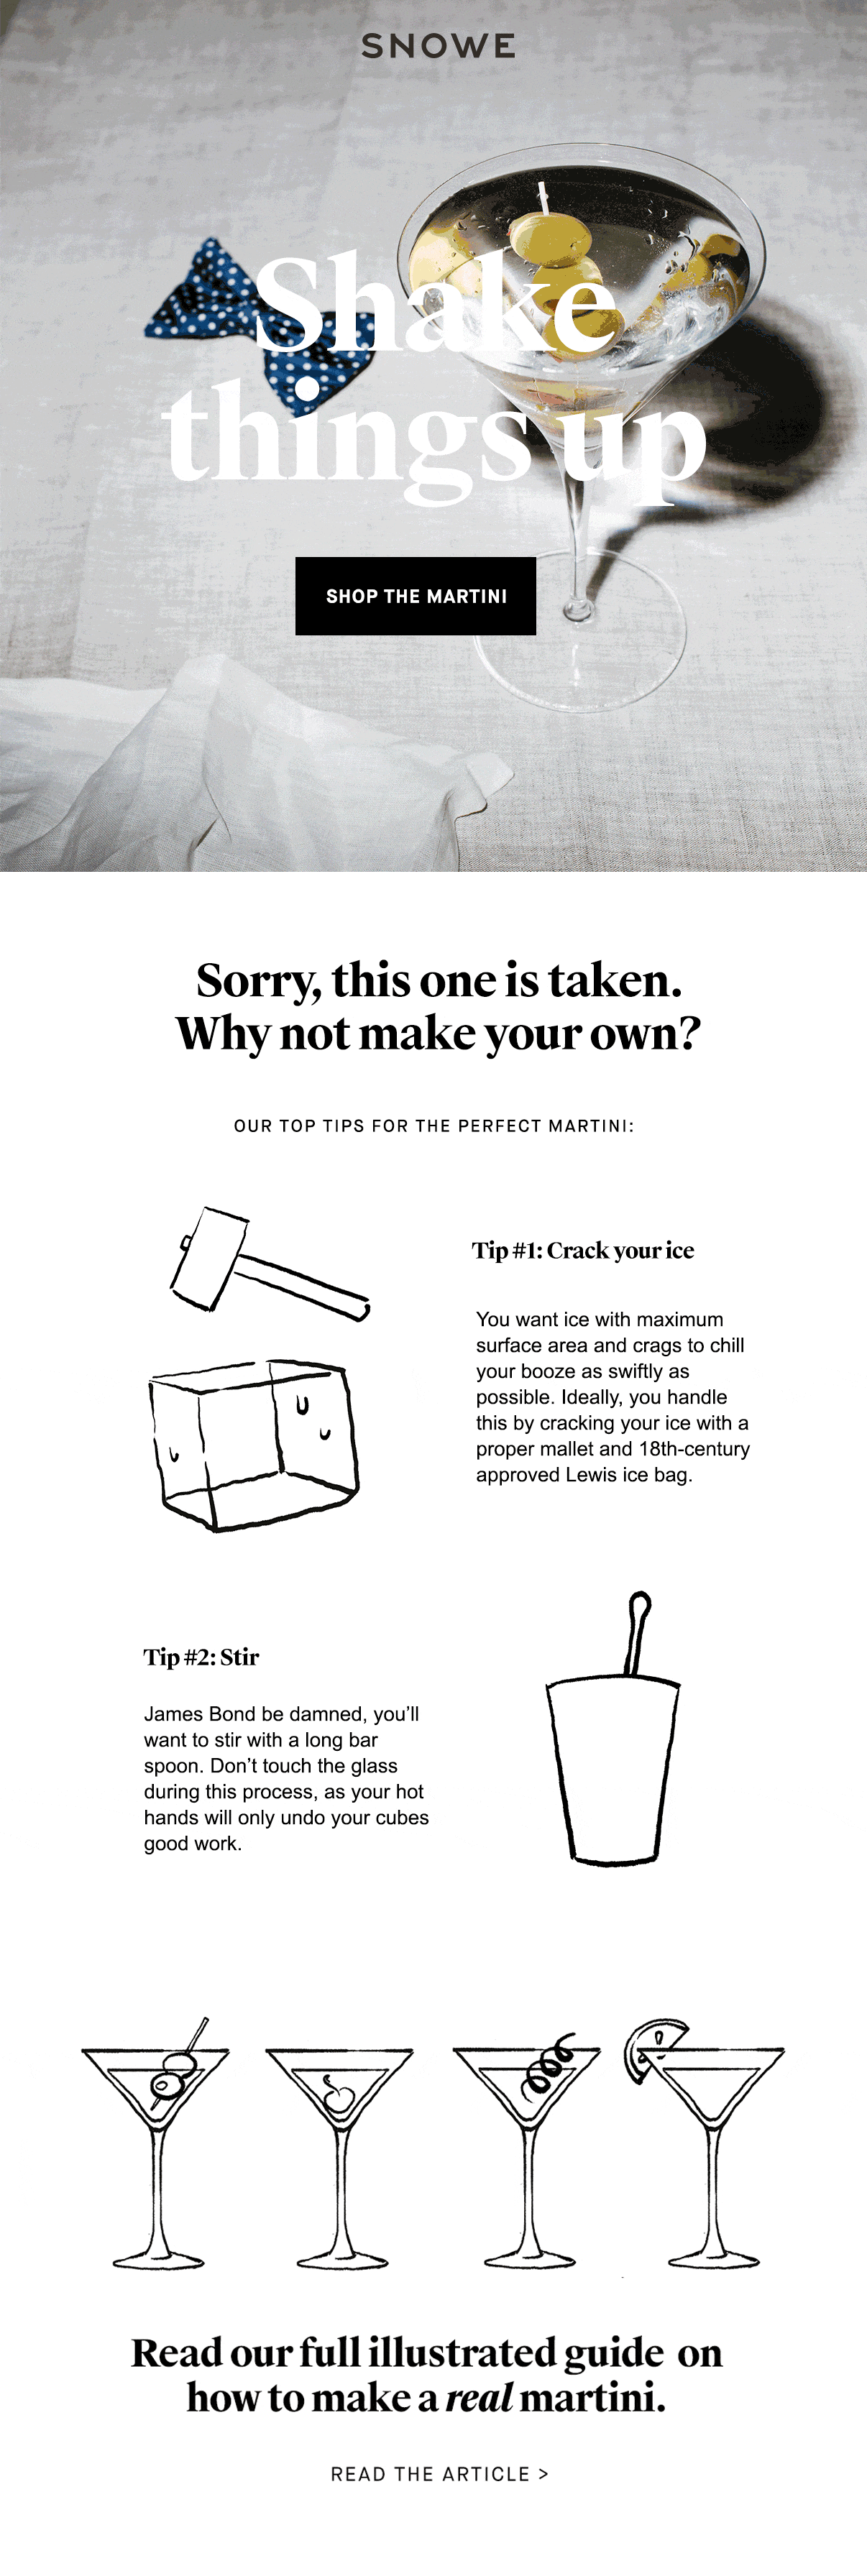 SNOWE
Shake
things up
SHOP THE MARTINI
Sorry, this one is taken.
Why not make your own?
OUR TOP TIPS FOR THE PERFECT MARTINI:
Tip #1: Crack your ice
You want ice with maximum
surface area and crags to chill
your booze as swiftly as
possible. Ideally, you handle
this by cracking your ice with a
proper mallet and 18th-century
approved Lewis ice bag.
Tip #2: Stir
James Bond be damned, you’ll
want to stir with a long bar
spoon. Don’t touch the glass
during this process, as your hot
hands will only undo your cubes
good work.
Read our full illustrated guide on
how to make a real martini.
READ THE ARTICLE >